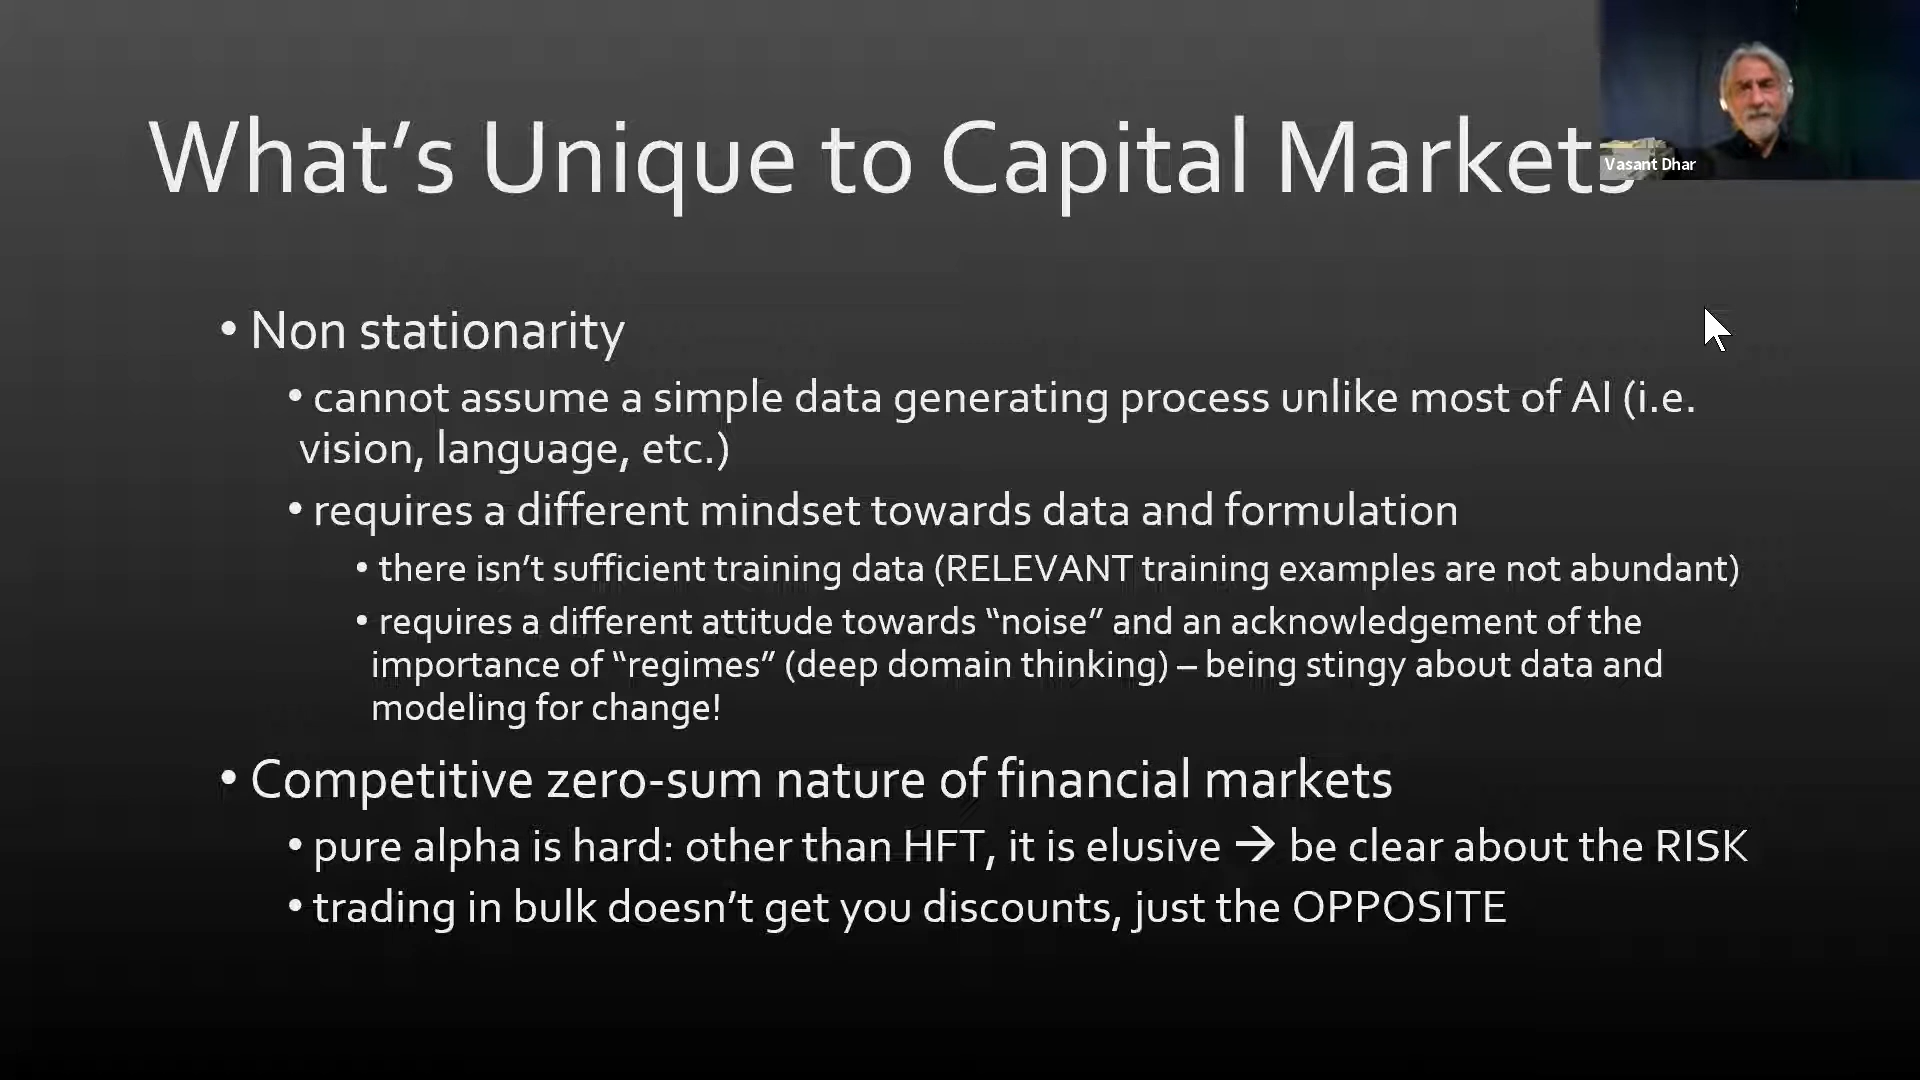 What's Unique to Capital Markets
Vasant Dhar
• Non stationarity
• cannot assume a simple data generating process unlike most of AI (i.e.
vision, language, etc.)
• requires a different mindset towards data and formulation
• there isn't sufficient training data (RELEVANT training examples are not abundant)
• requires a different attitude towards “noise” and an acknowledgement of the
importance of “regimes” (deep domain thinking) – being stingy about data and
modeling for change!
• Competitive zero-sum nature of financial markets
• pure alpha is hard: other than HFT, it is elusive → be clear about the RISK
• trading in bulk doesn't get you discounts, just the OPPOSITE